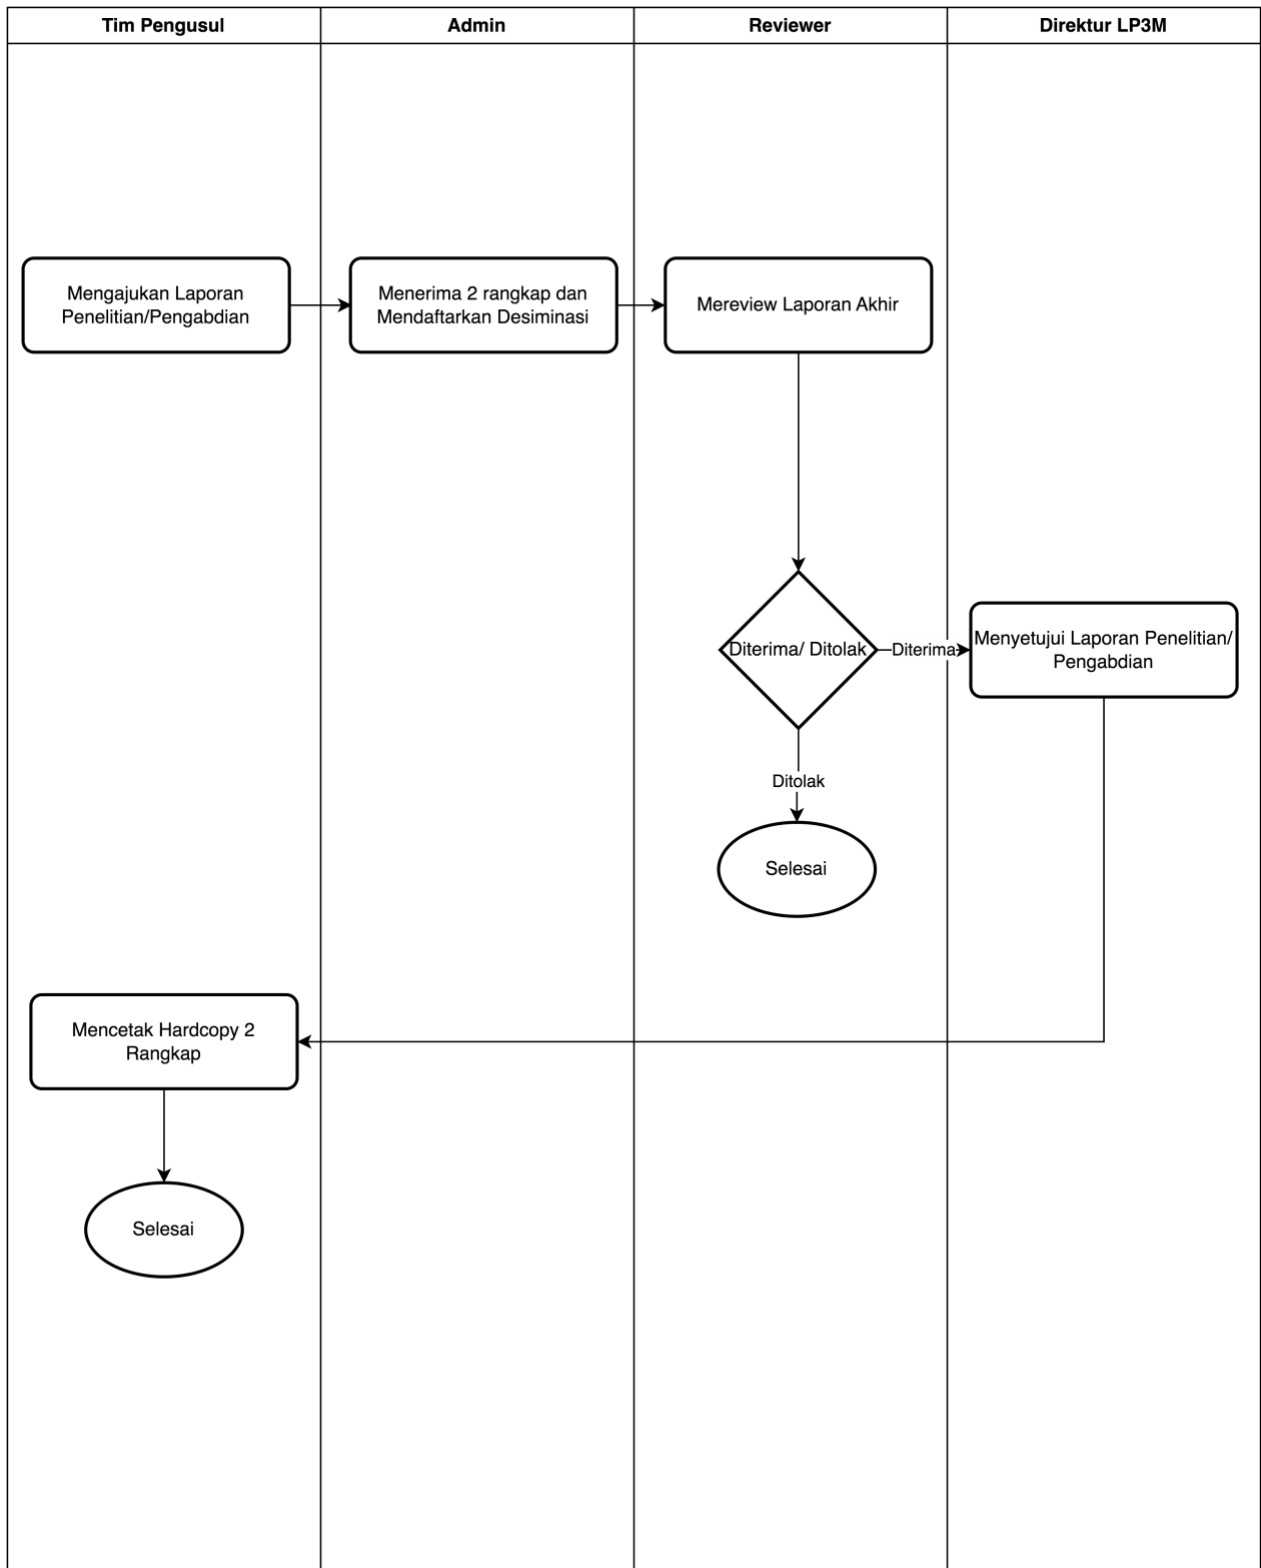 Tim Pengusul
Admin
Reviewer
Direktur LP3M
Mengajukan Laporan
Penelitian/Pengabdian
Menerima 2 rangkap dan
Mendaftarkan Desiminasi
Mereview Laporan Akhir
Diterima/ Ditolak
Diterima
Menyetujui Laporan Penelitian/
Pengabdian
Ditolak
Selesai
Mencetak Hardcopy 2
Rangkap
Selesai